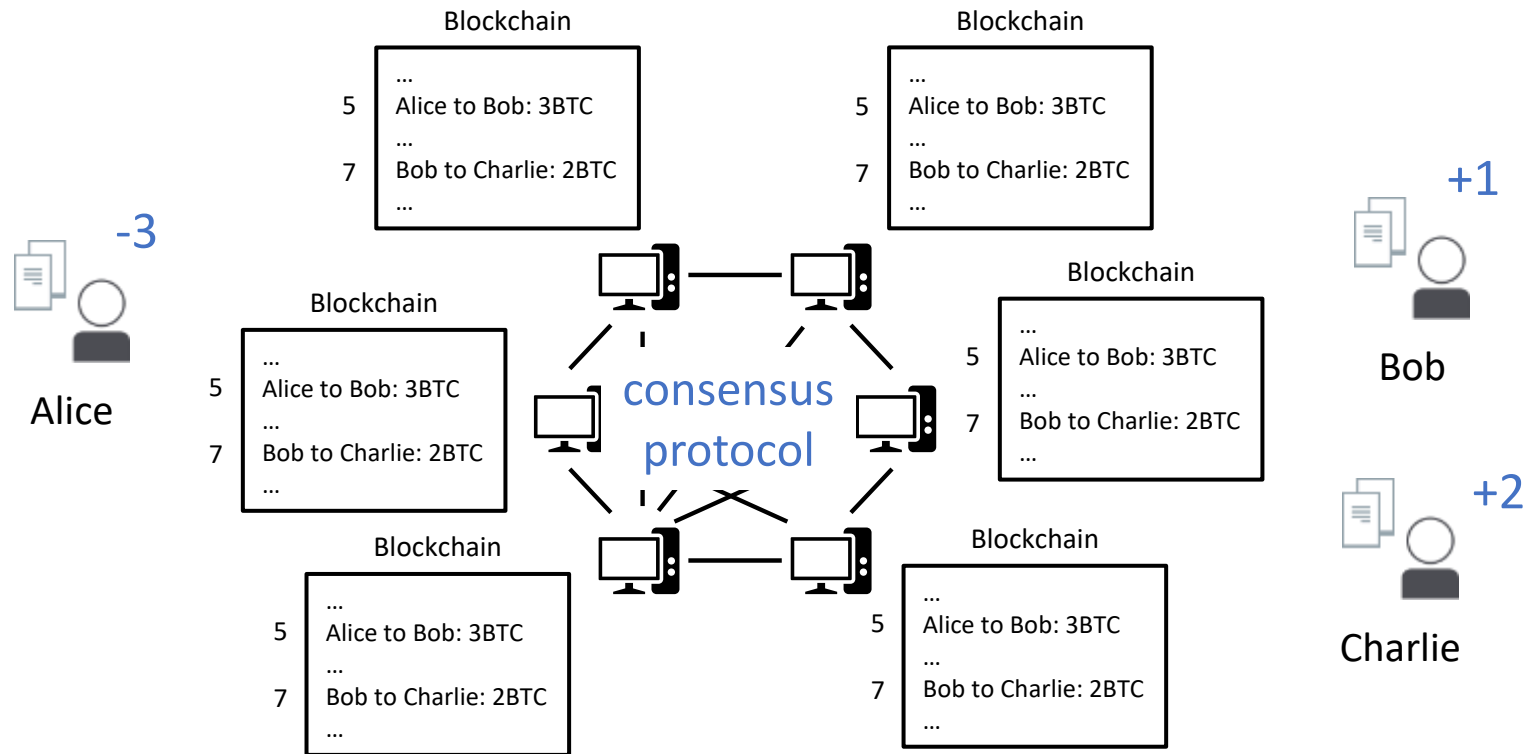 Blockchain
...
5 Alice to Bob: 3BTC
...
7 Bob to Charlie: 2BTC
...
Blockchain
...
5 Alice to Bob: 3BTC
...
7 Bob to Charlie: 2BTC
...
-3
Alice
+1
Bob
Blockchain
...
5 Alice to Bob: 3BTC
...
7 Bob to Charlie: 2BTC
...
consensus
protocol
Blockchain
...
5 Alice to Bob: 3BTC
...
7 Bob to Charlie: 2BTC
...
+2
Charlie
Blockchain
...
5 Alice to Bob: 3BTC
...
7 Bob to Charlie: 2BTC
...
Blockchain
...
5 Alice to Bob: 3BTC
...
7 Bob to Charlie: 2BTC
...